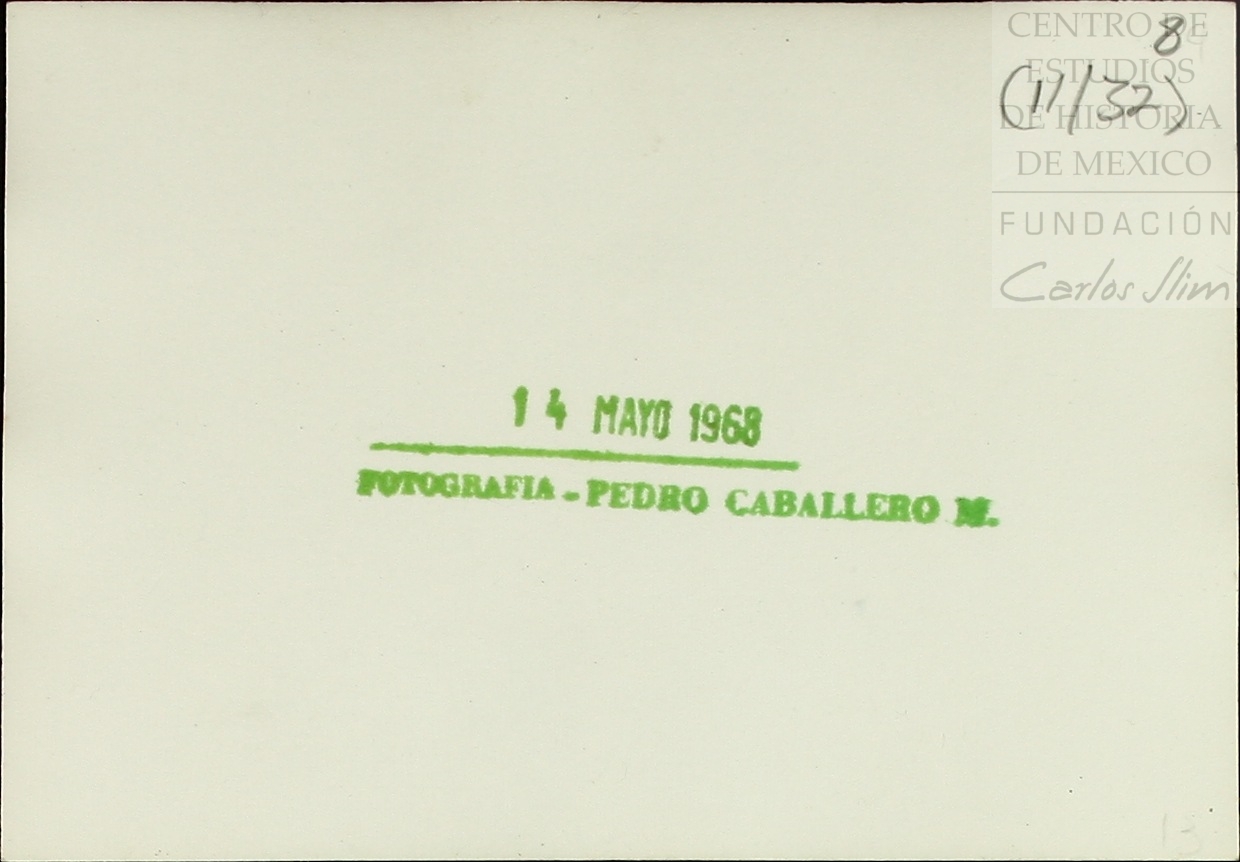 CENTRO DE
8
ESTUDIOS
(11/32)
DE HISTORIA
DE MEXICO
FUNDACIÓN
Carlos Slim
14 MAYO 1968
FOTOGRAFIA - PEDRO CABALLERO M.
13